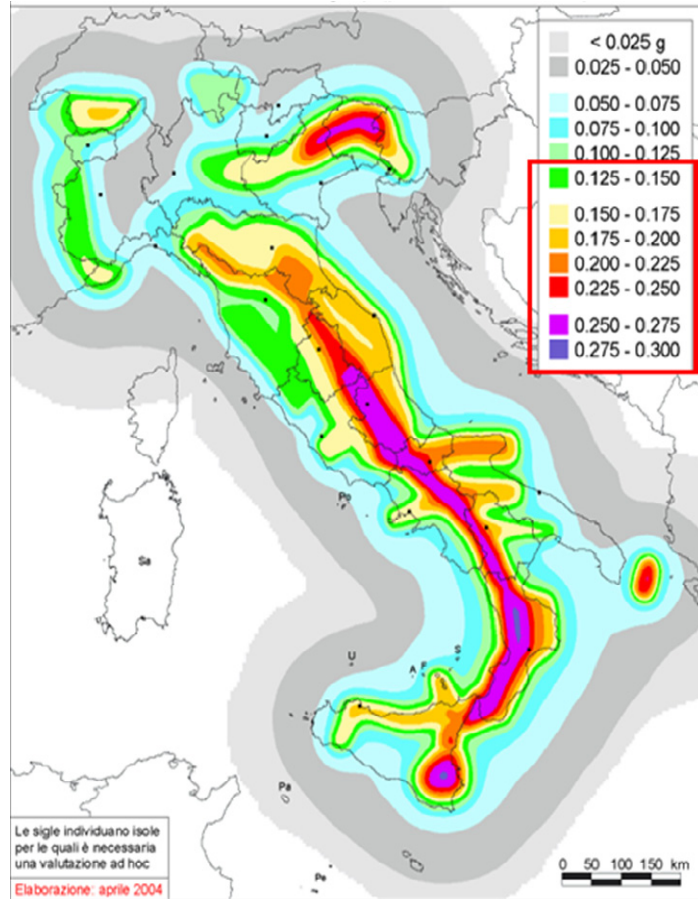 < 0.025 g
0.025 - 0.050
0.050 - 0.075
0.075 - 0.100
0.100 - 0.125
0.125 - 0.150
0.150 - 0.175
0.175 - 0.200
0.200 - 0.225
0.225 - 0.250
0.250 - 0.275
0.275 - 0.300
Po
Sa
U
A
F
S
Pa
Pe
Le sigle individuano isole
per le quali è necessaria
una valutazione ad hoc
Elaborazione: aprile 2004
0 50 100 150 km